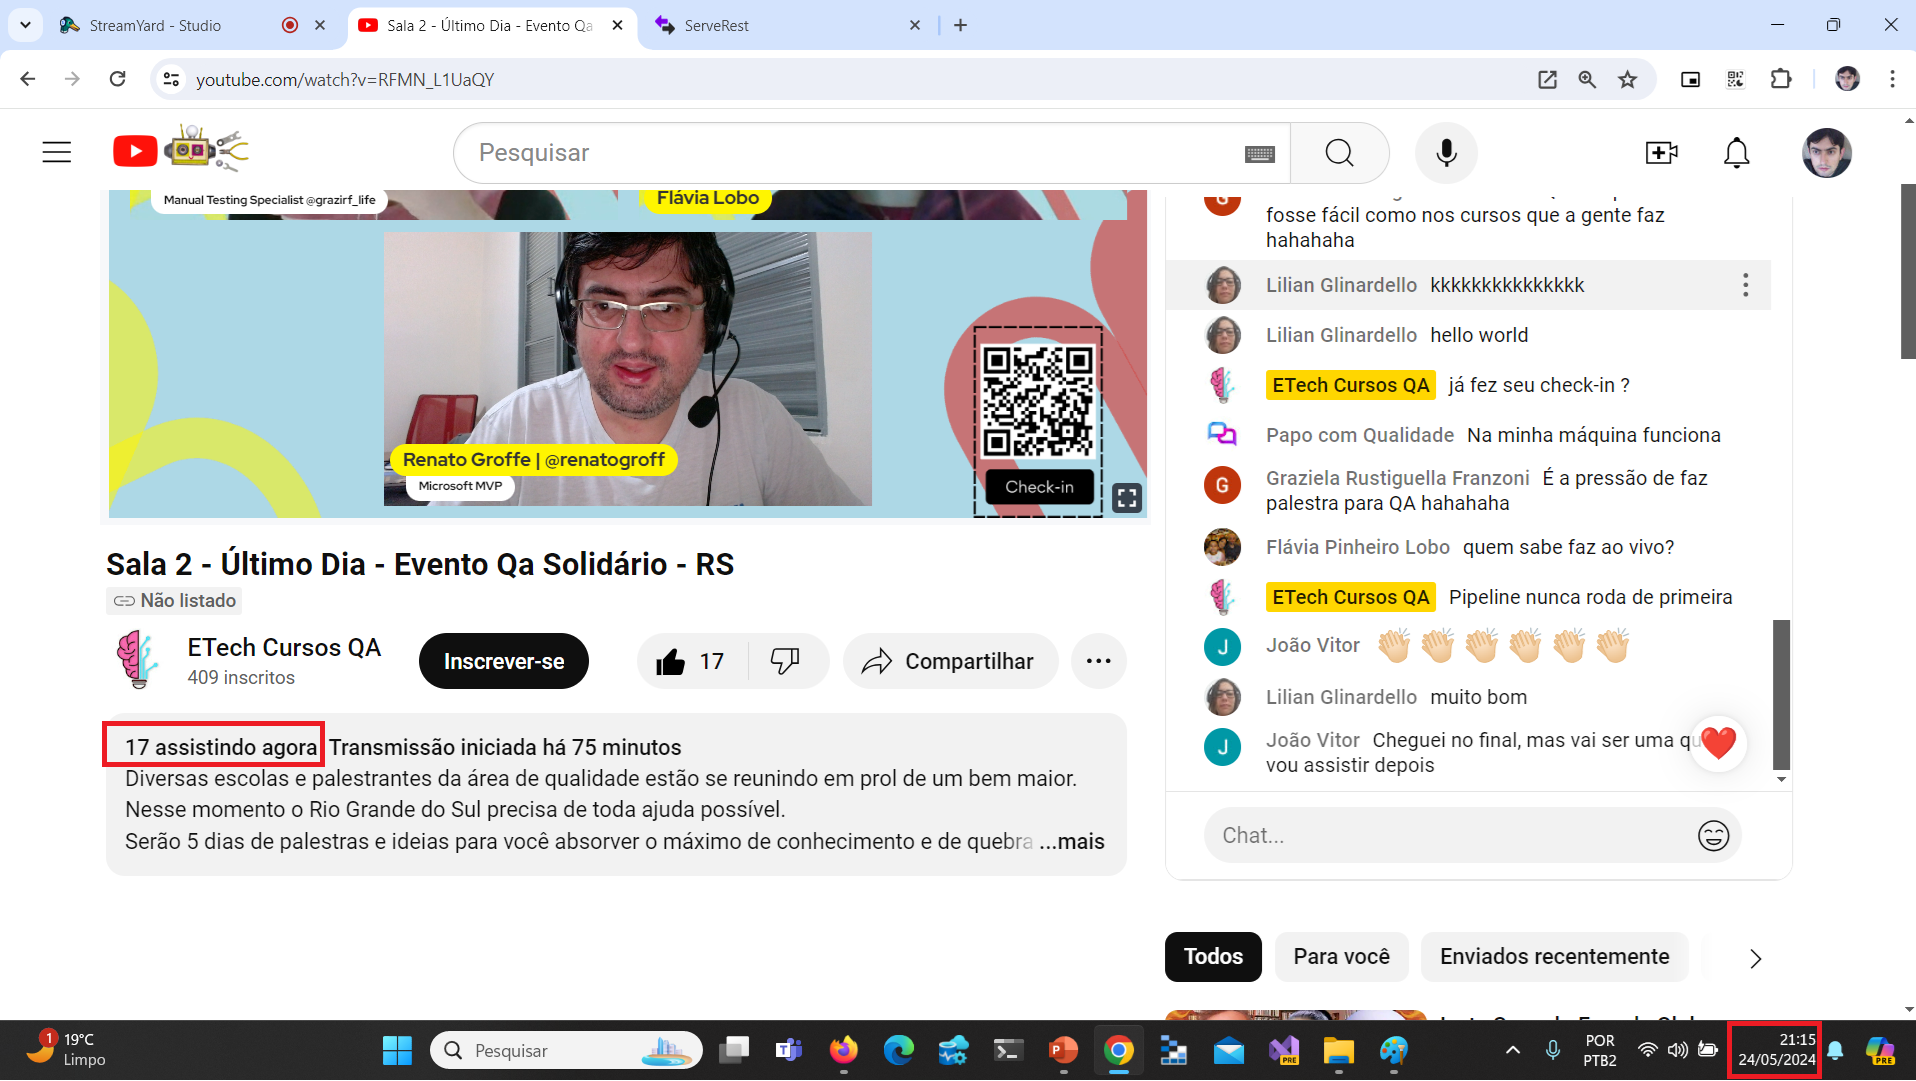 StreamYard - Studio
Sala 2 - Último Dia - Evento Qa
ServeRest
youtube.com/watch?v=RFMN_L1UaQY
Pesquisar
Manual Testing Specialist @grazirf_life
Flávia Lobo
Renato Groffe | @renatogroff
Microsoft MVP
Check-in
Sala 2 - Último Dia - Evento Qa Solidário - RS
Não listado
ETech Cursos QA
409 inscritos
Inscrever-se
17
Compartilhar
17 assistindo agora Transmissão iniciada há 75 minutos
Diversas escolas e palestrantes da área de qualidade estão se reunindo em prol de um bem maior.
Nesse momento o Rio Grande do Sul precisa de toda ajuda possível.
Serão 5 dias de palestras e ideias para você absorver o máximo de conhecimento e de quebra ...mais
G
fosse fácil como nos cursos que a gente faz
hahahaha
Lilian Glinardello kkkkkkkkkkkkkkk
Lilian Glinardello hello world
ETech Cursos QA já fez seu check-in ?
Papo com Qualidade Na minha máquina funciona
G
Graziela Rustiguella Franzoni É a pressão de faz
palestra para QA hahahaha
Flávia Pinheiro Lobo quem sabe faz ao vivo?
ETech Cursos QA Pipeline nunca roda de primeira
J
João Vitor 👏🏻👏🏻👏🏻👏🏻👏🏻👏🏻
Lilian Glinardello muito bom
J
João Vitor Cheguei no final, mas vai ser uma
vou assistir depois
Chat...
Todos
Para você
Enviados recentemente
1
19°C
Limpo
Pesquisar
PRE
POR
PTB2
21:15
24/05/2024
PRE